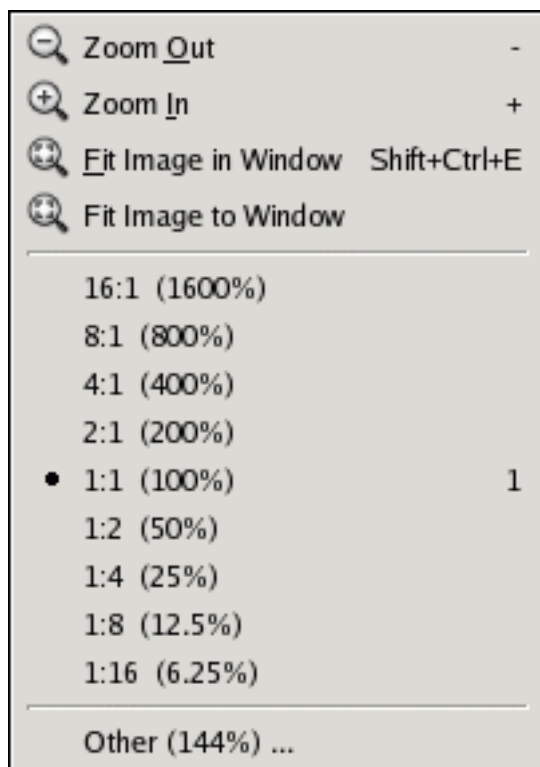 Zoom Out -
Zoom In +
Fit Image in Window Shift+Ctrl+E
Fit Image to Window
16:1 (1600%)
8:1 (800%)
4:1 (400%)
2:1 (200%)
1:1 (100%) 1
1:2 (50%)
1:4 (25%)
1:8 (12.5%)
1:16 (6.25%)
Other (144%) ...